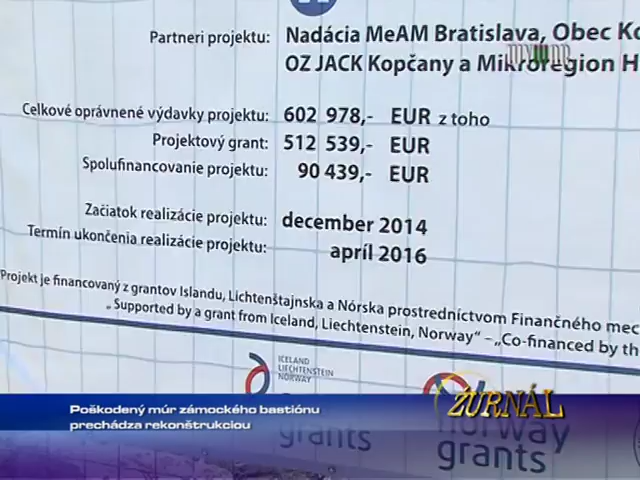 Partneri projektu: Nadácia MeAM Bratislava, Obec Ko
OZ JACK Kopčany a Mikroregion H
Celkové oprávnené výdavky projektu: 602 978,- EUR z toho
Projektový grant: 512 539,- EUR
Spolufinancovanie projektu: 90 439,- EUR
Začiatok realizácie projektu: december 2014
Termín ukončenia realizácie projektu: apríl 2016
Projekt je financovaný z grantov Islandu, Lichtenštajnska a Nórska prostredníctvom Finančného mec
„Supported by a grant from Iceland, Liechtenstein, Norway“ – „Co-financed by the
ICELAND
LIECHTENSTEIN
NORWAY
grants
norway
grants
Poškodený múr zámockého bastiónu
prechádza rekonštrukciou
ŽURNÁL